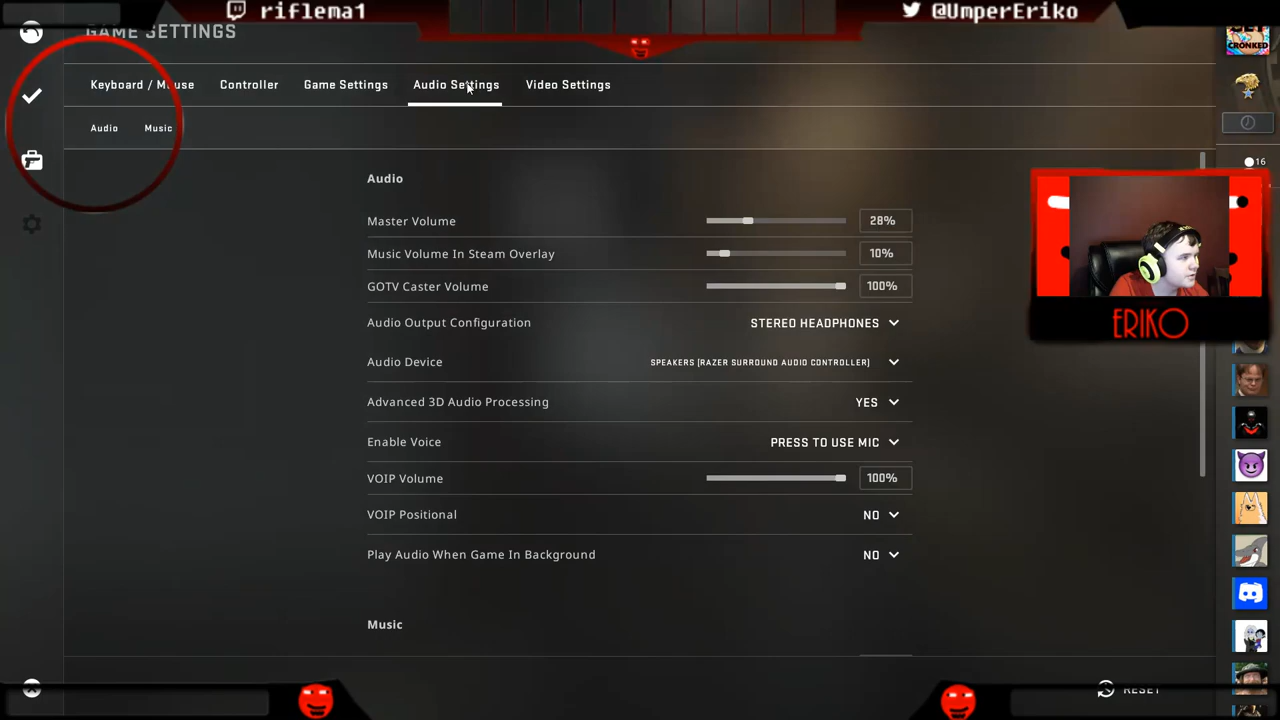 riflema1
@UmperEriko
GAME SETTINGS
CRONKED
Keyboard / Mouse
Controller
Game Settings
Audio Settings
Video Settings
Audio
Music
16
Audio
Master Volume
28%
Music Volume In Steam Overlay
10%
GOTV Caster Volume
100%
Audio Output Configuration
STEREO HEADPHONES
Audio Device
SPEAKERS (RAZER SURROUND AUDIO CONTROLLER)
Advanced 3D Audio Processing
YES
Enable Voice
PRESS TO USE MIC
VOIP Volume
100%
VOIP Positional
NO
Play Audio When Game In Background
NO
Music
ERIKO
RESET